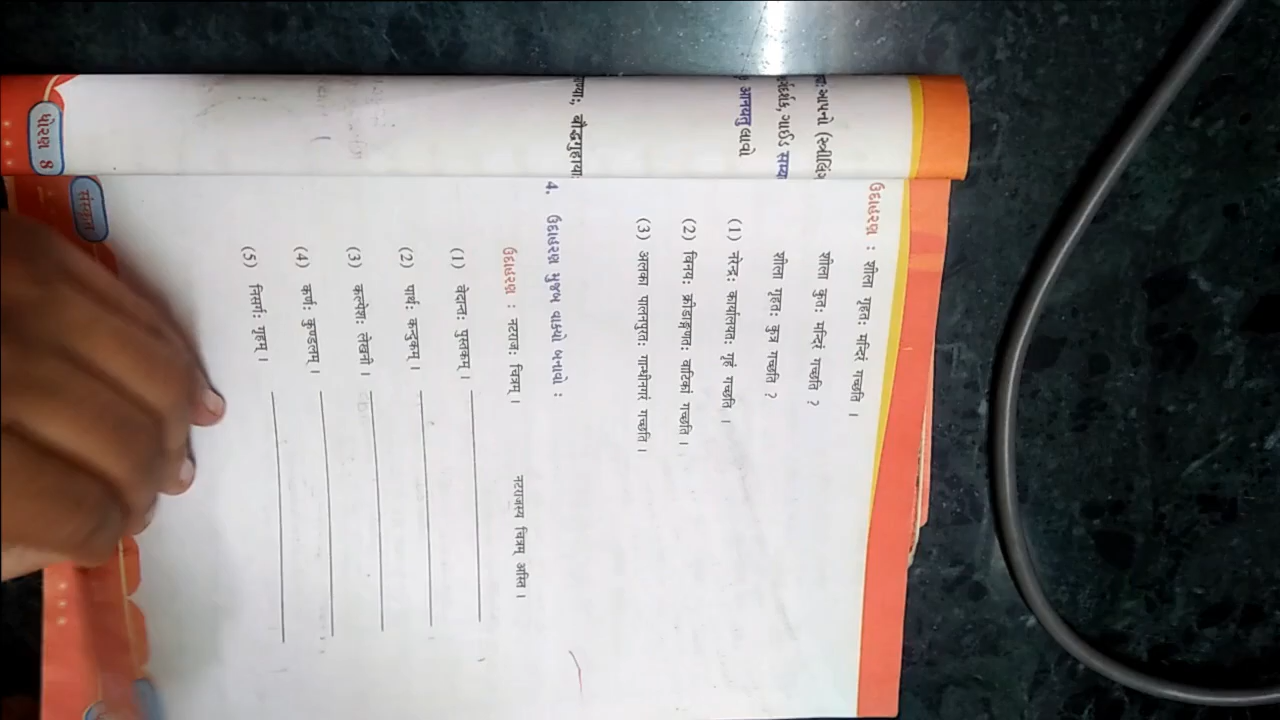 ઉદાહરણ : शीला गृहतः मन्दिरं गच्छति ।
शीला कुतः मन्दिरं गच्छति ?
शीला गृहतः कुत्र गच्छति ?
(1) नरेन्द्रः कार्यालयतः गृहं गच्छति ।
(2) विनयः क्रीडाङ्गणतः वाटिकां गच्छति ।
(3) अलका पालनपुरतः गान्धीनगरं गच्छति ।
4. ઉદાહરણ મુજબ વાક્યો બનાવો :
ઉદાહરણ : नटराजः चित्रम् । नटराजस्य चित्रम् अस्ति ।
(1) वेदान्तः पुस्तकम् ।
(2) पार्थः कन्दुकम् ।
(3) कल्पेशः लेखनी ।
(4) कर्णः कुण्डलम् ।
(5) निसर्गः गृहम् ।
आनयतु લાવો
બૌદ્ધગુહાયાઃ
ધોરણ 8
संस्कृत